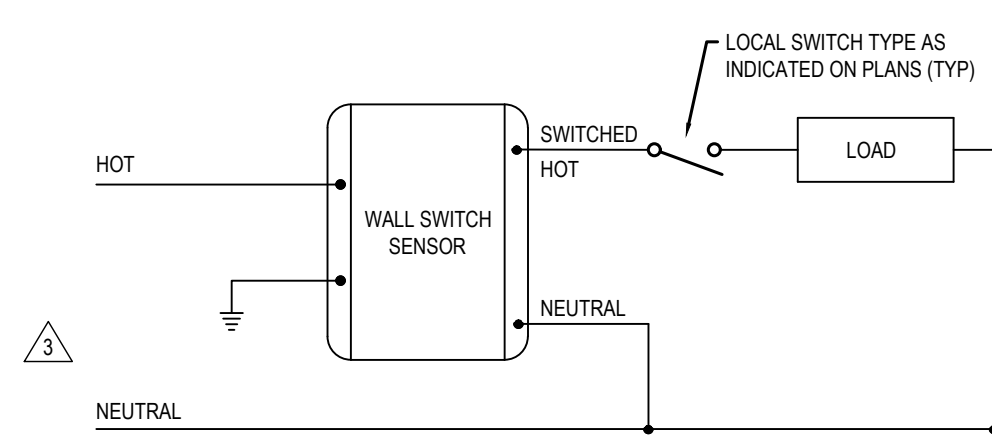 LOCAL SWITCH TYPE AS
INDICATED ON PLANS (TYP)
SWITCHED
HOT
LOAD
HOT
WALL SWITCH
SENSOR
NEUTRAL
3
NEUTRAL